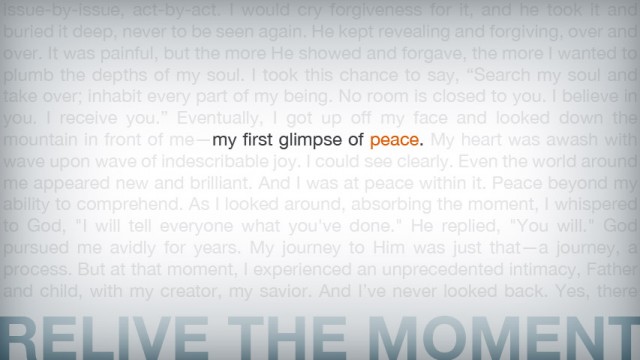 issue-by-issue, act-by-act. I would cry forgiveness for it, and he took it and
buried it deep, never to be seen again. He kept revealing and forgiving, over and
over. It was painful, but the more He showed and forgave, the more I wanted to
plumb the depths of my soul. I took this chance to say, “Search my soul and
take over; inhabit every part of my being. No room is closed to you. I believe in
you. I receive you.” Eventually, I got up off my face and looked down the
mountain in front of me—my first glimpse of peace. My heart was awash with
wave upon wave of indescribable joy. I could see clearly. Even the world around
me appeared new and brilliant. And I was at peace within it. Peace beyond my
ability to comprehend. As I looked around, absorbing the moment, I whispered
to God, "I will tell everyone what you've done." He replied, "You will." God
pursued me avidly for years. My journey to Him was just that—a journey, a
process. But at that moment, I experienced an unprecedented intimacy, Father
and child, with my creator, my savior. And I've never looked back. Yes, there
RELIVE THE MOMENT